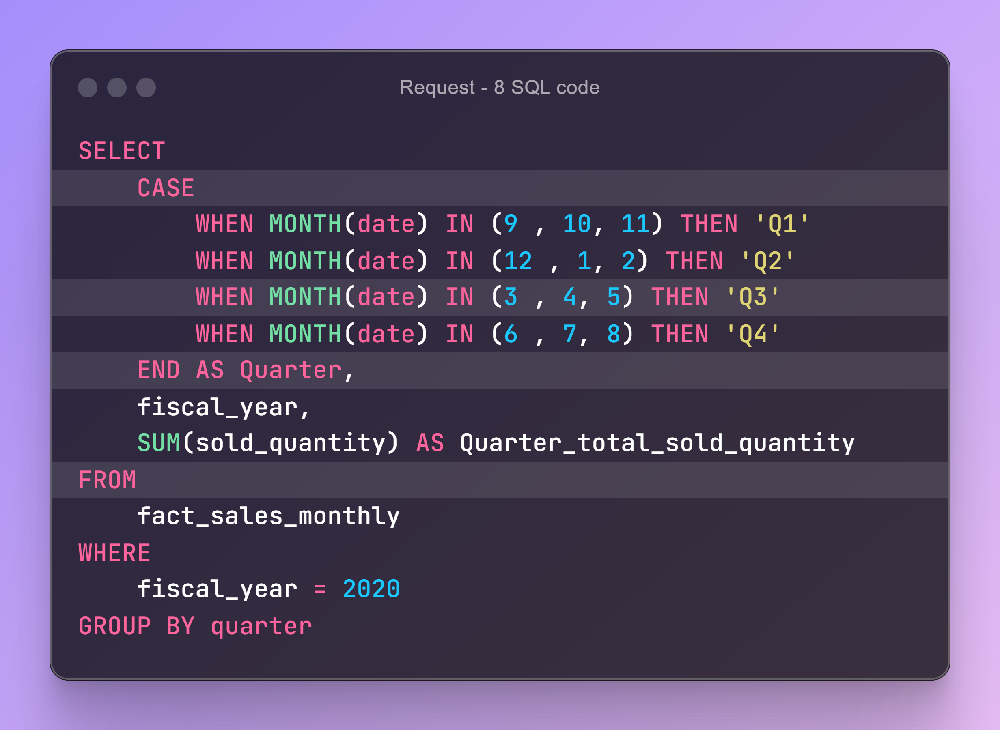 Request - 8 SQL code
SELECT
    CASE
        WHEN MONTH(date) IN (9 , 10, 11) THEN 'Q1'
        WHEN MONTH(date) IN (12 , 1, 2) THEN 'Q2'
        WHEN MONTH(date) IN (3 , 4, 5) THEN 'Q3'
        WHEN MONTH(date) IN (6 , 7, 8) THEN 'Q4'
    END AS Quarter,
    fiscal_year,
    SUM(sold_quantity) AS Quarter_total_sold_quantity
FROM
    fact_sales_monthly
WHERE
    fiscal_year = 2020
GROUP BY quarter